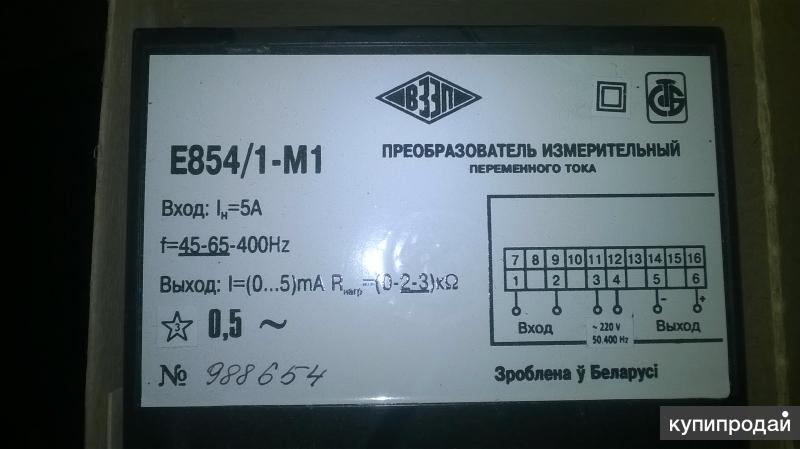 ВЗЭП
СТБ
Е854/1-М1
ПРЕОБРАЗОВАТЕЛЬ ИЗМЕРИТЕЛЬНЫЙ
ПЕРЕМЕННОГО ТОКА
Вход: Iн=5А
f=45-65-400Hz
Выход: I=(0...5)mA Rнагр=(0-2-3)кΩ
3 0,5 ~
№ 988654
7 8 9 10 11 12 13 14 15 16
1 2 3 4 5 6
- +
Вход ~ 220 V Выход
50.400 Hz
Зроблена ў Беларусі
купипродай